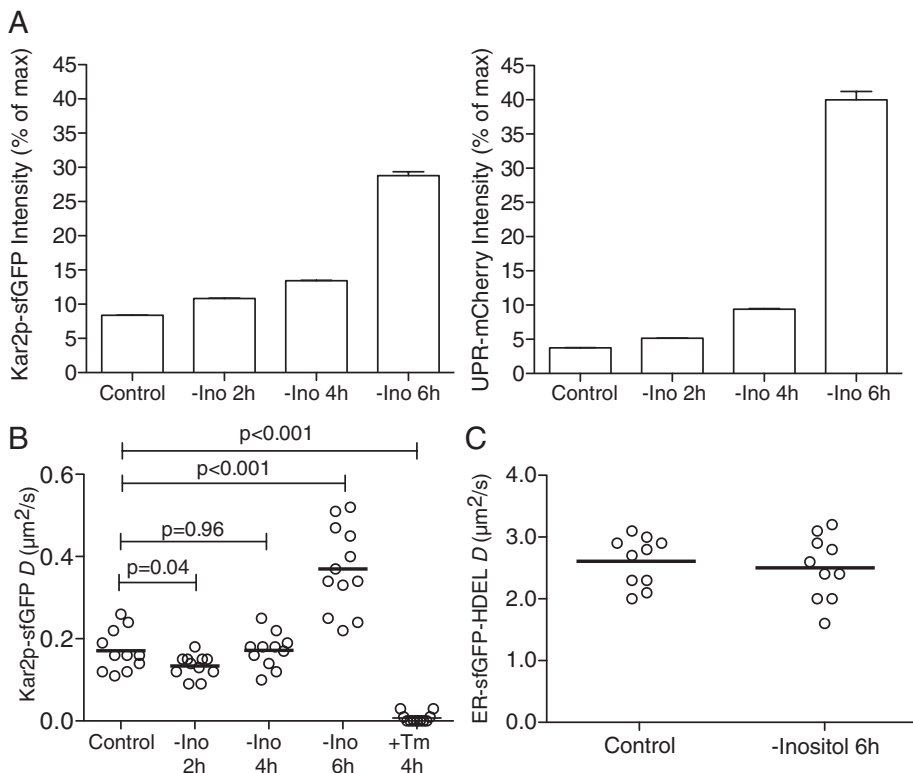 A
Kar2p-sfGFP Intensity (% of max)
45
40
35
30
25
20
15
10
5
0
Control
-Ino 2h
-Ino 4h
-Ino 6h
UPR-mCherry Intensity (% of max)
45
40
35
30
25
20
15
10
5
0
Control
-Ino 2h
-Ino 4h
-Ino 6h
B
p<0.001
p<0.001
p=0.96
p=0.04
Kar2p-sfGFP D (µm²/s)
0.6
0.4
0.2
0.0
Control
-Ino 2h
-Ino 4h
-Ino 6h
+Tm 4h
C
ER-sfGFP-HDEL D (µm²/s)
4.0
3.0
2.0
1.0
0.0
Control
-Inositol 6h